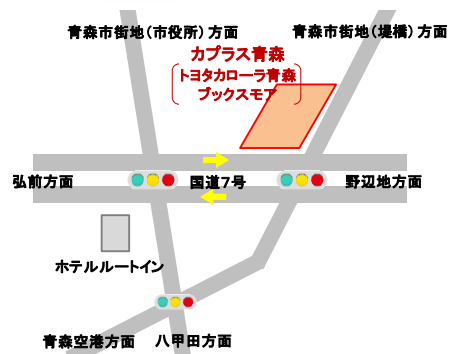 青森市街地(市役所)方面
青森市街地(堤橋)方面
カプラス青森
トヨタカローラ青森
ブックスモア
弘前方面
国道7号
野辺地方面
ホテルルートイン
青森空港方面
八甲田方面